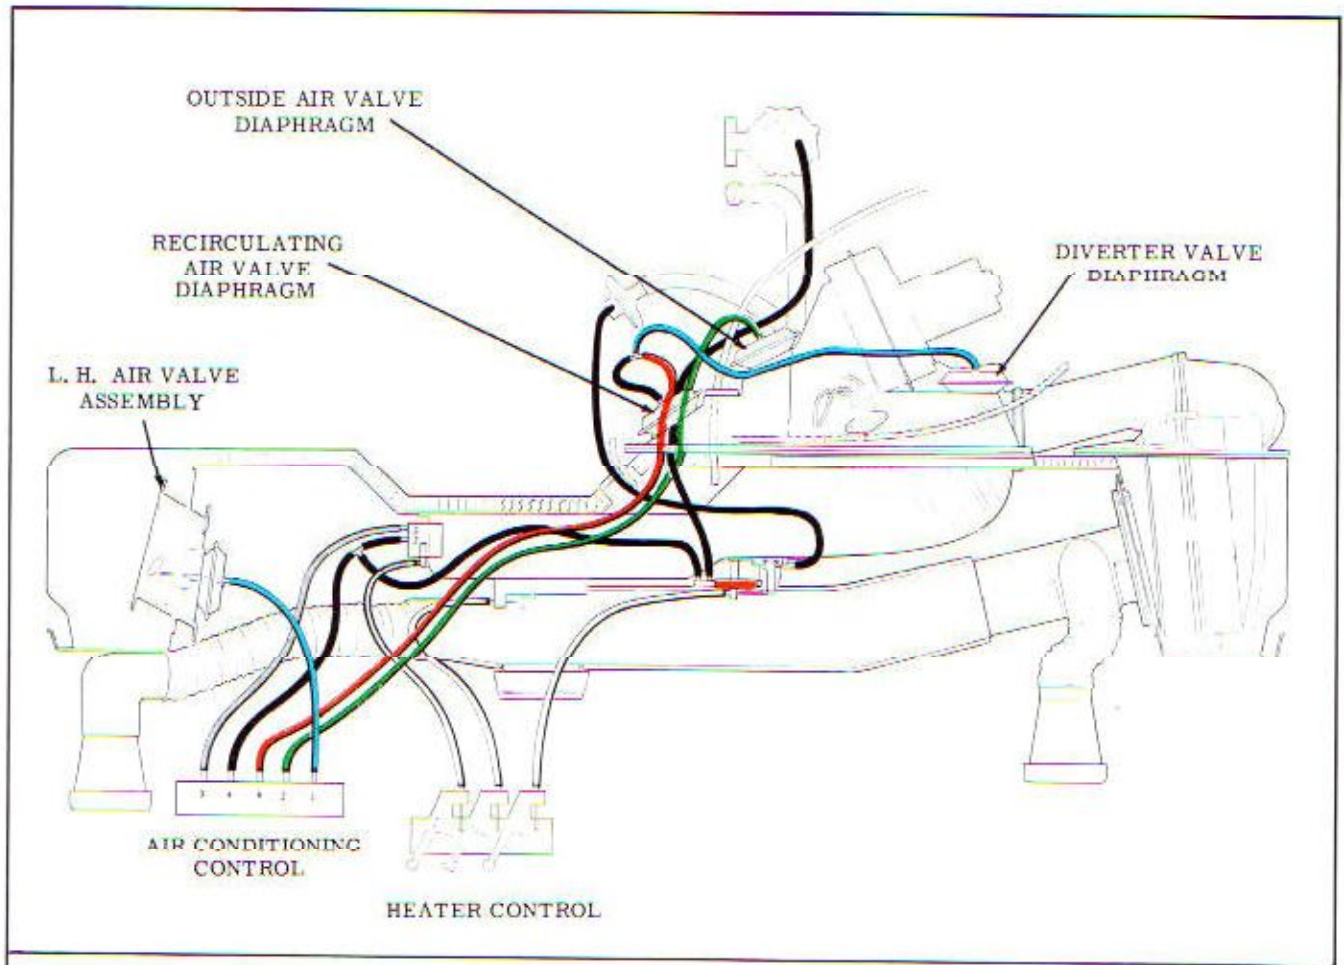 OUTSIDE AIR VALVE
DIAPHRAGM
RECIRCULATING
AIR VALVE
DIAPHRAGM
DIVERTER VALVE
DIAPHRAGM
L. H. AIR VALVE
ASSEMBLY
AIR CONDITIONING
CONTROL
HEATER CONTROL